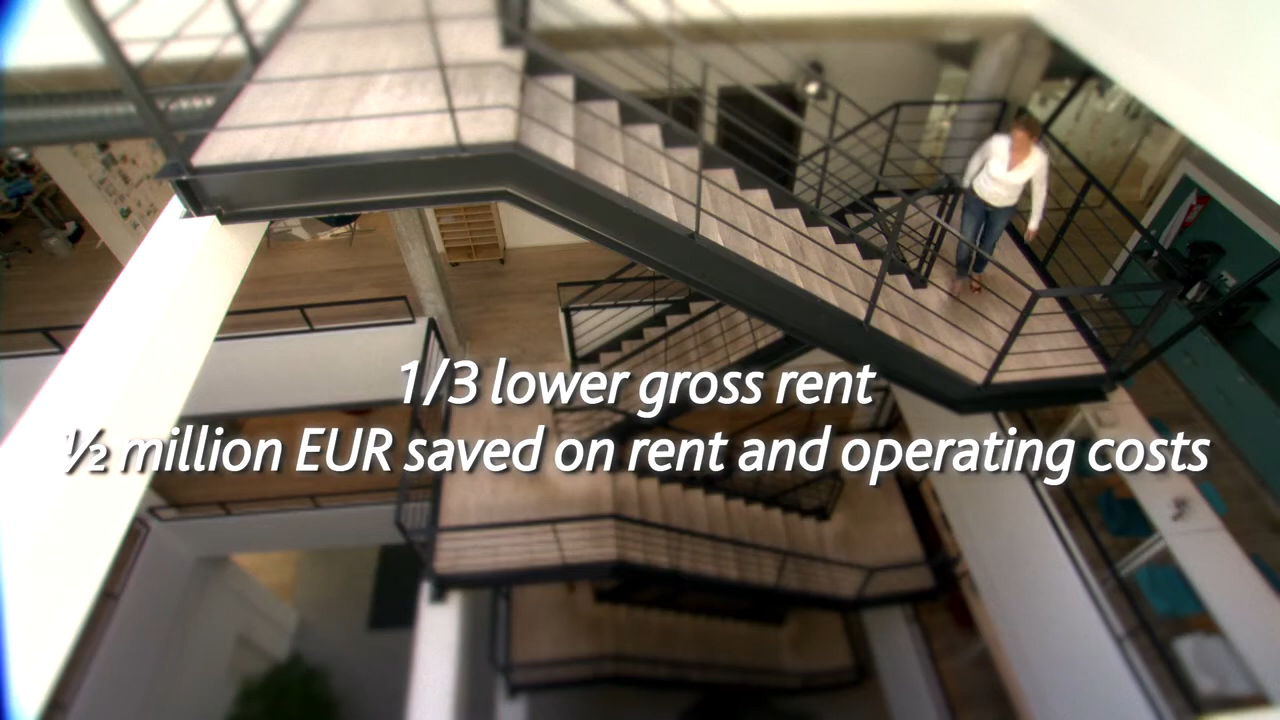 1/3 lower gross rent
½ million EUR saved on rent and operating costs